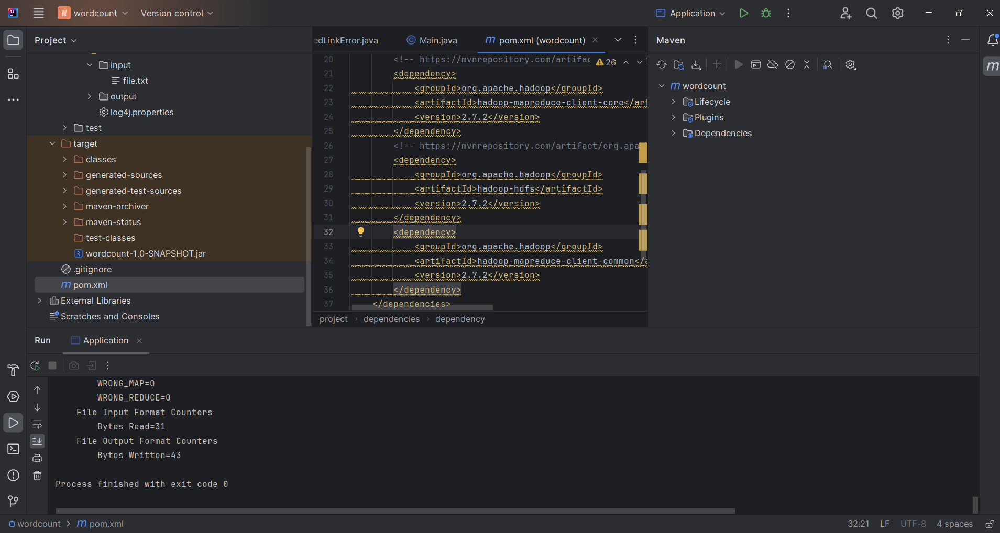 W wordcount Version control Application
Project
input
file.txt
output
log4j.properties
test
target
classes
generated-sources
generated-test-sources
maven-archiver
maven-status
test-classes
wordcount-1.0-SNAPSHOT.jar
.gitignore
m pom.xml
External Libraries
Scratches and Consoles
edLinkError.java Main.java m pom.xml (wordcount)
26
20 <!-- https://mvnrepository.com/artifac
21 <dependency>
22 <groupId>org.apache.hadoop</groupId>
23 <artifactId>hadoop-mapreduce-client-core</art
24 <version>2.7.2</version>
25 </dependency>
26 <!-- https://mvnrepository.com/artifact/org.apa
27 <dependency>
28 <groupId>org.apache.hadoop</groupId>
29 <artifactId>hadoop-hdfs</artifactId>
30 <version>2.7.2</version>
31 </dependency>
32 <dependency>
33 <groupId>org.apache.hadoop</groupId>
34 <artifactId>hadoop-mapreduce-client-common</a
35 <version>2.7.2</version>
36 </dependency>
37 </dependencies>
project › dependencies › dependency
Maven
m wordcount
Lifecycle
Plugins
Dependencies
m
Run Application
WRONG_MAP=0
WRONG_REDUCE=0
File Input Format Counters
Bytes Read=31
File Output Format Counters
Bytes Written=43
Process finished with exit code 0
wordcount > m pom.xml
32:21 LF UTF-8 4 spaces